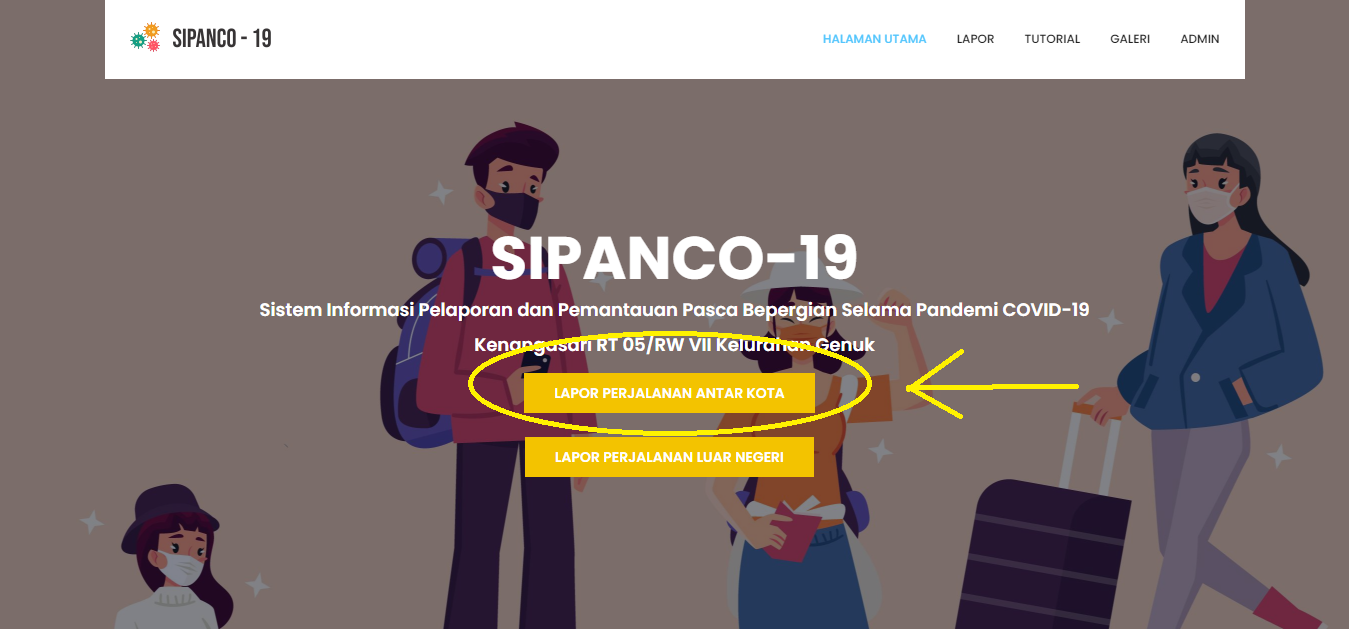 SIPANCO - 19
HALAMAN UTAMA LAPOR TUTORIAL GALERI ADMIN
SIPANCO-19
Sistem Informasi Pelaporan dan Pemantauan Pasca Bepergian Selama Pandemi COVID-19
Kenangasari RT 05/RW VII Kelurahan Genuk
LAPOR PERJALANAN ANTAR KOTA
LAPOR PERJALANAN LUAR NEGERI